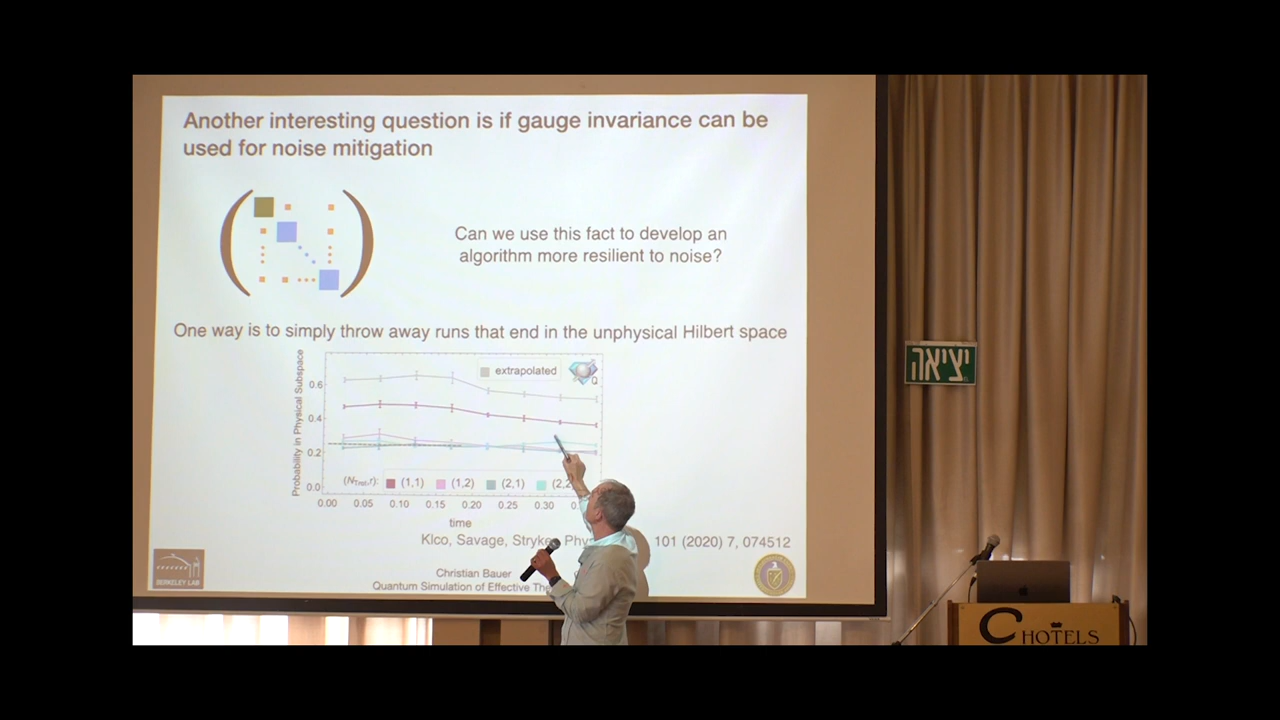 Another interesting question is if gauge invariance can be
used for noise mitigation
Can we use this fact to develop an
algorithm more resilient to noise?
One way is to simply throw away runs that end in the unphysical Hilbert space
Probability in Physical Subspace
0.6
0.4
0.2
0.0
extrapolated
(1,1) (1,2) (2,1)
0.00 0.05 0.10 0.15 0.20 0.25 0.30
time
Klco, Savage, 101 (2020) 7, 074512
BERKELEY LAB
Christian Bauer
Quantum Simulation of Effective
יציאה
C HOTELS